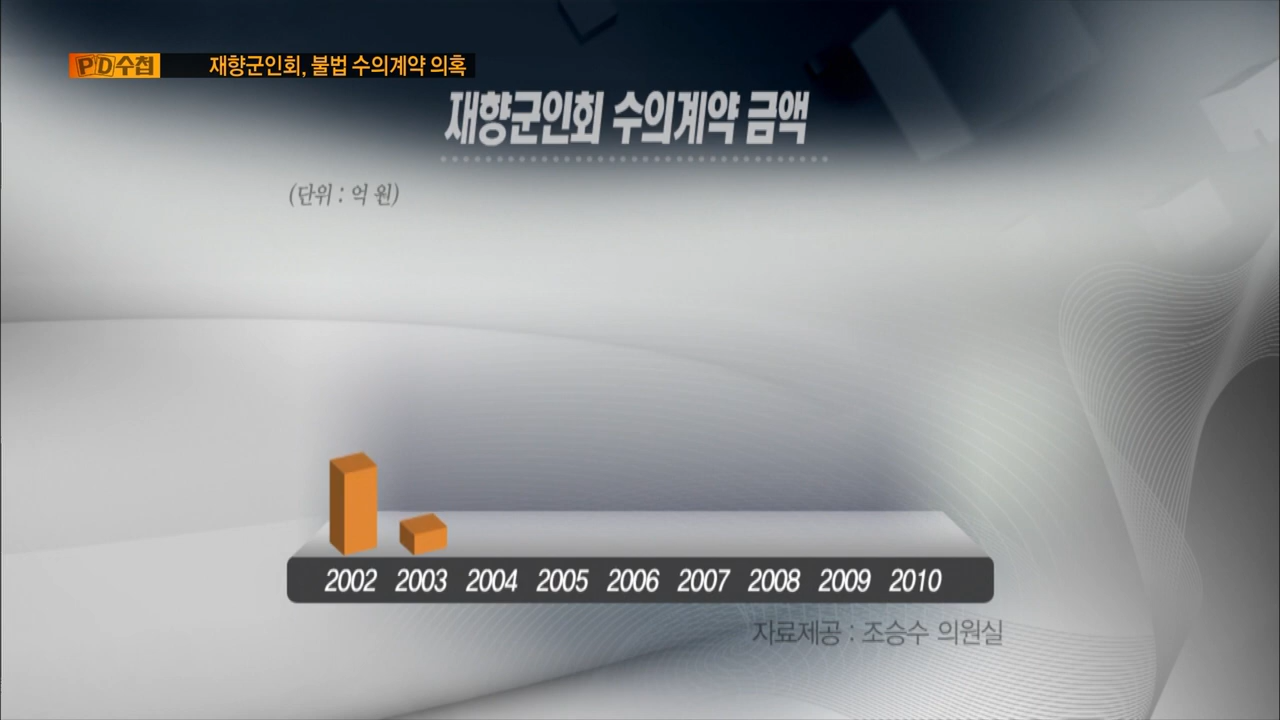 PD수첩 재향군인회, 불법 수의계약 의혹
재향군인회 수의계약 금액
(단위 : 억 원)
2002 2003 2004 2005 2006 2007 2008 2009 2010
자료제공 : 조승수 의원실